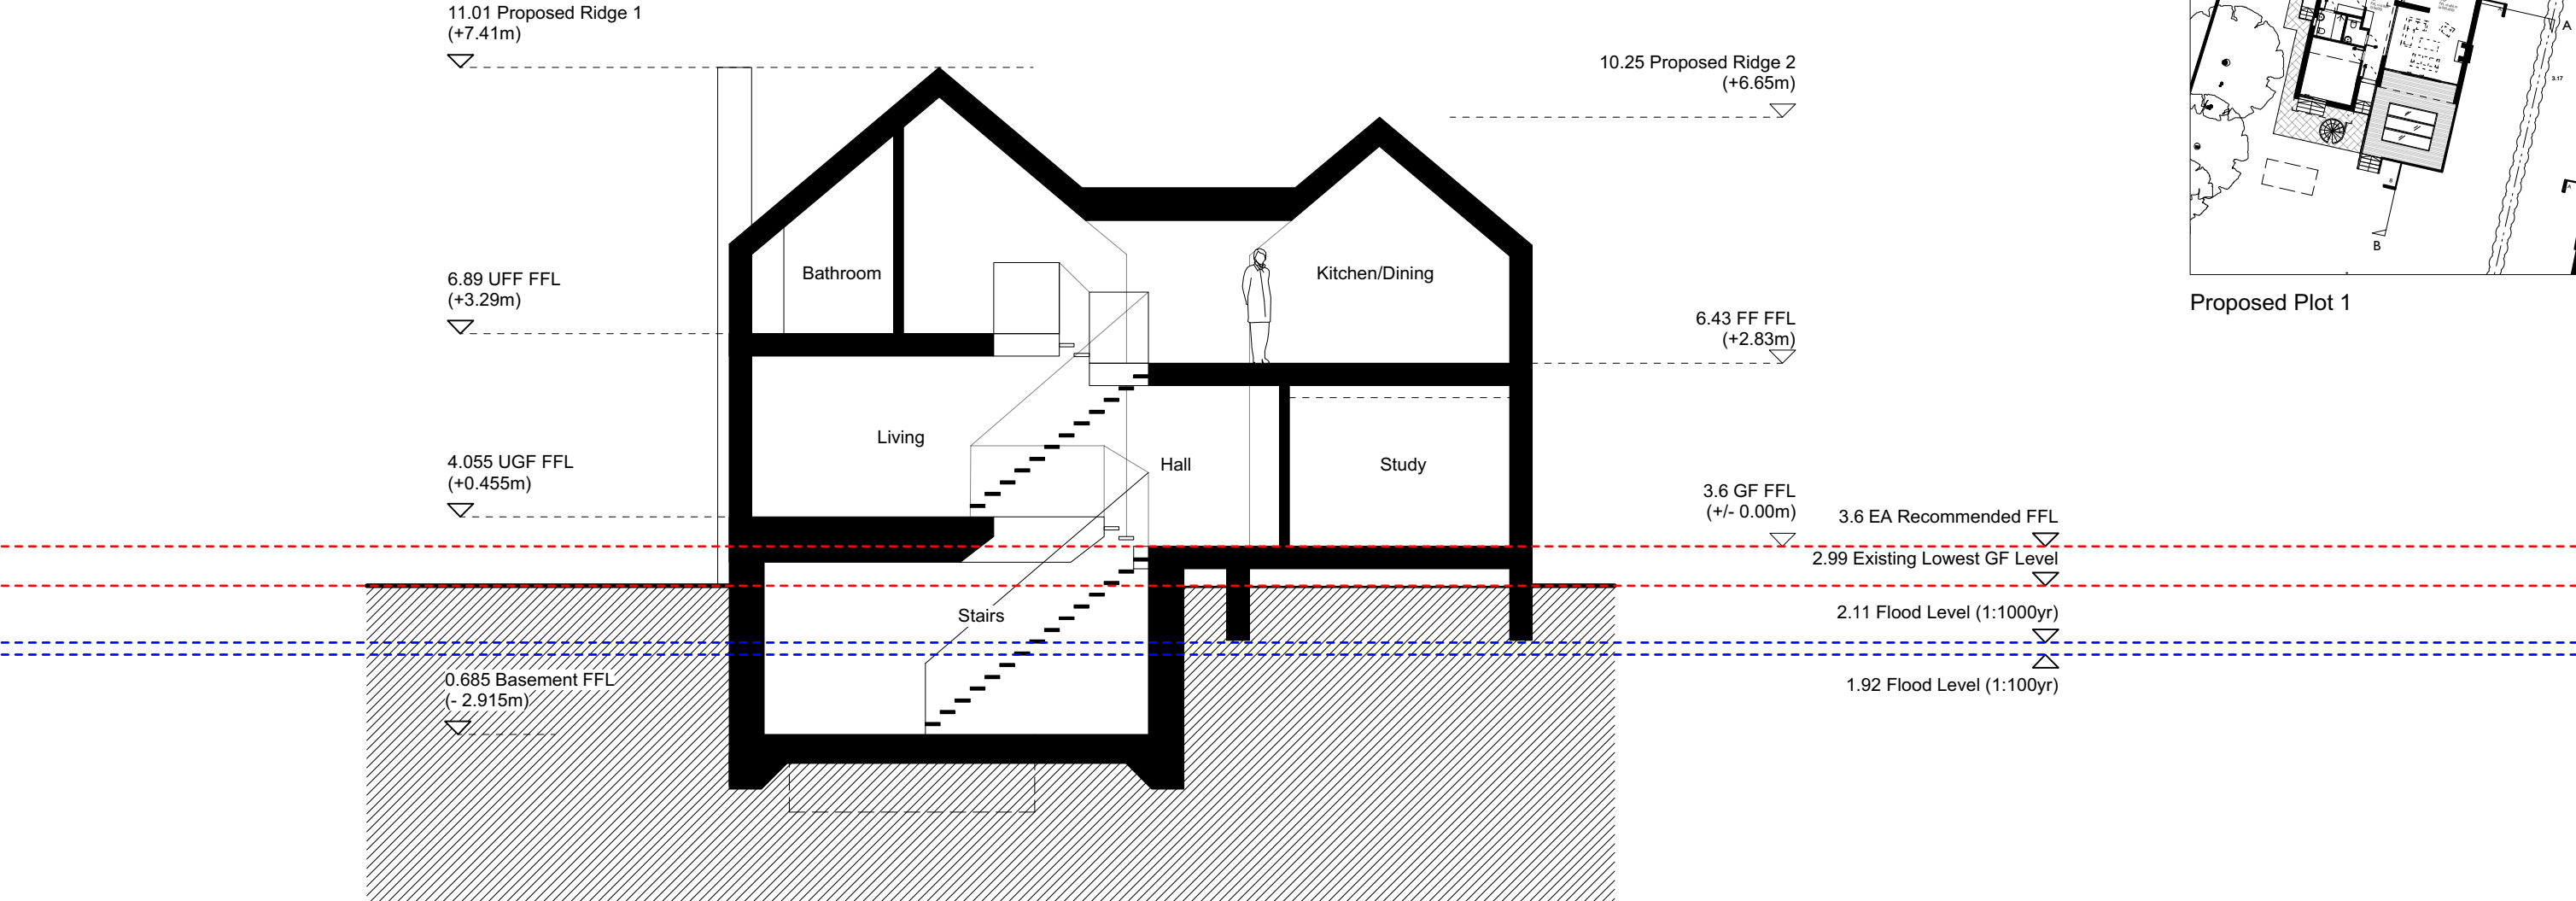 11.01 Proposed Ridge 1
(+7.41m)
10.25 Proposed Ridge 2
(+6.65m)
A
3.17
B
Proposed Plot 1
Bathroom
Kitchen/Dining
6.89 UFF FFL
(+3.29m)
6.43 FF FFL
(+2.83m)
Living
Hall
Study
4.055 UGF FFL
(+0.455m)
3.6 GF FFL
(+/- 0.00m)
3.6 EA Recommended FFL
2.99 Existing Lowest GF Level
Stairs
2.11 Flood Level (1:1000yr)
0.685 Basement FFL
(- 2.915m)
1.92 Flood Level (1:100yr)